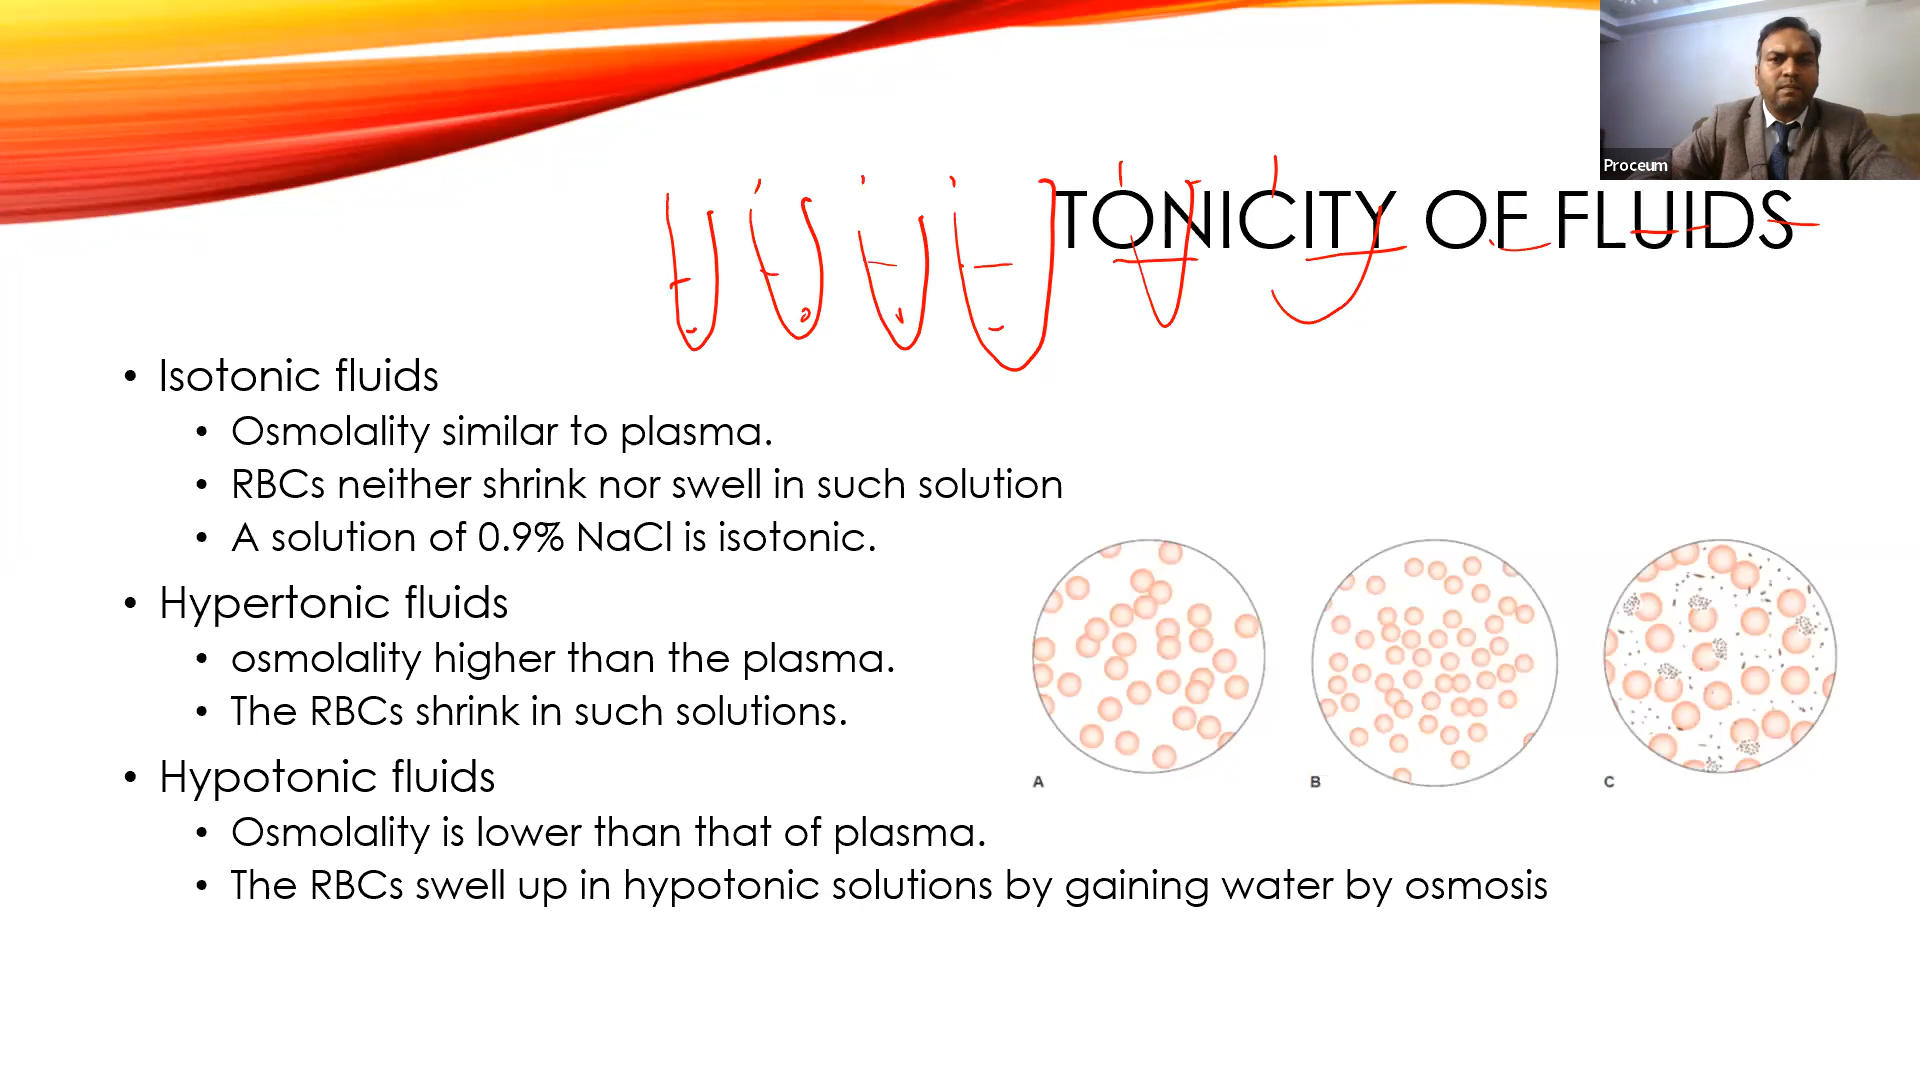 Proceum
TONICITY OF FLUIDS
• Isotonic fluids
• Osmolality similar to plasma.
• RBCs neither shrink nor swell in such solution
• A solution of 0.9% NaCl is isotonic.
• Hypertonic fluids
• osmolality higher than the plasma.
• The RBCs shrink in such solutions.
• Hypotonic fluids
• Osmolality is lower than that of plasma.
• The RBCs swell up in hypotonic solutions by gaining water by osmosis
A B C